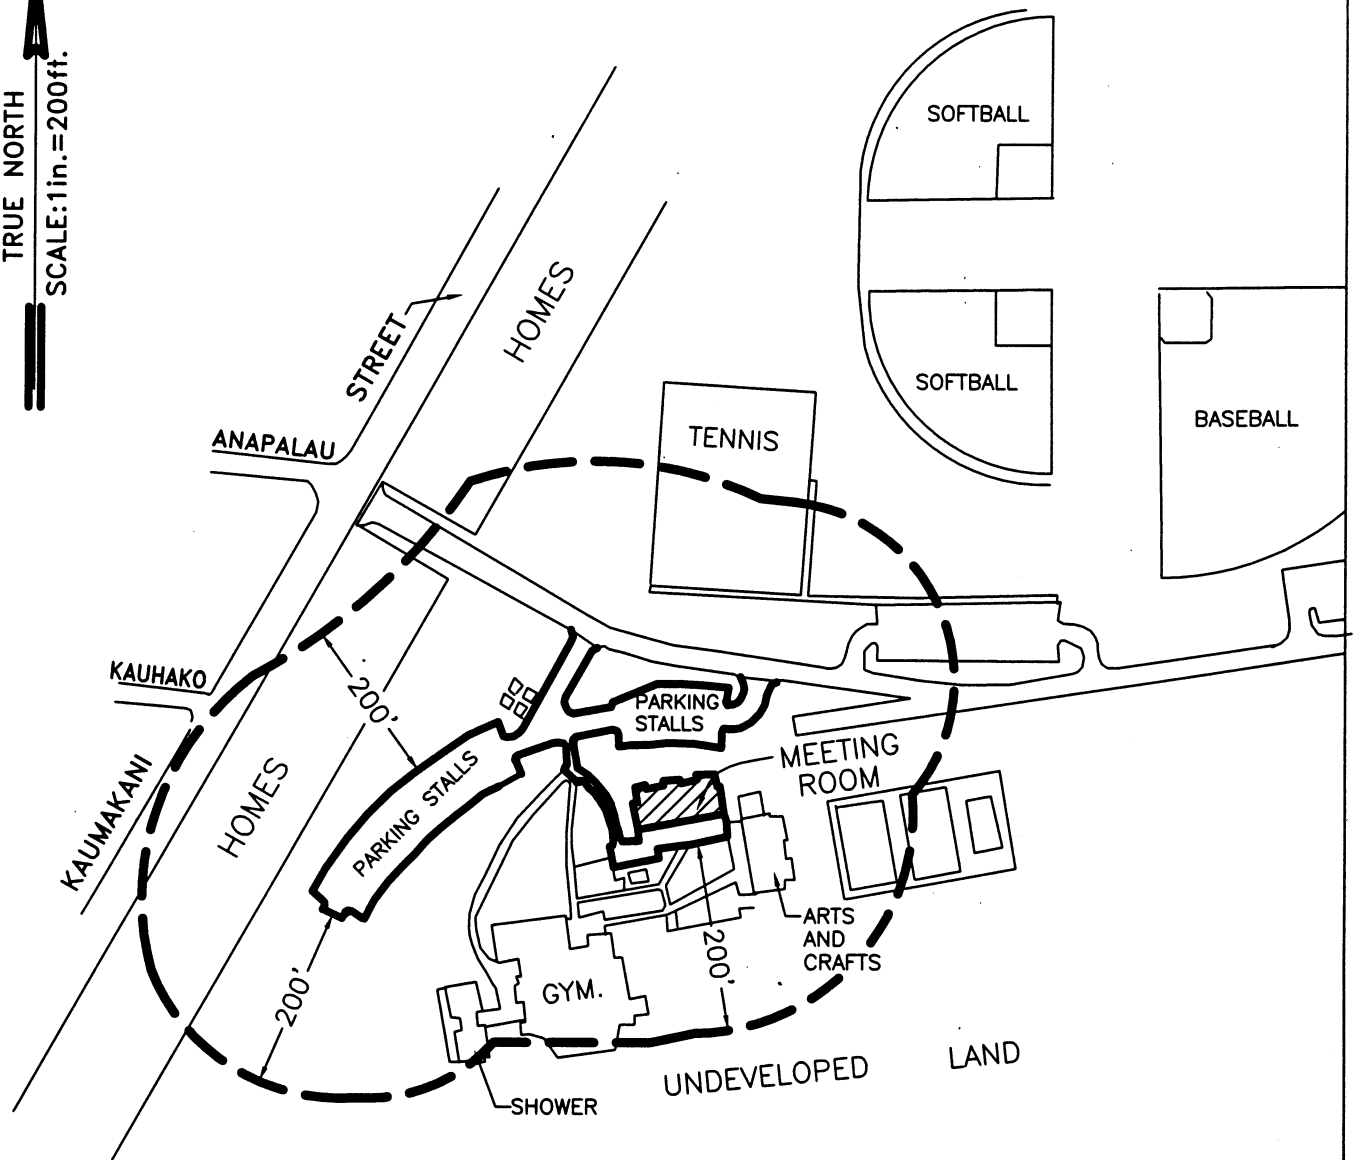 TRUE NORTH
SCALE:1in.=200ft.
SOFTBALL
HOMES
STREET
SOFTBALL
BASEBALL
TENNIS
ANAPALAU
KAUHAKO
200'
PARKING
STALLS
MEETING
ROOM
KAUMAKANI
HOMES
PARKING STALLS
ARTS
AND
CRAFTS
200'
200'
GYM.
UNDEVELOPED LAND
SHOWER